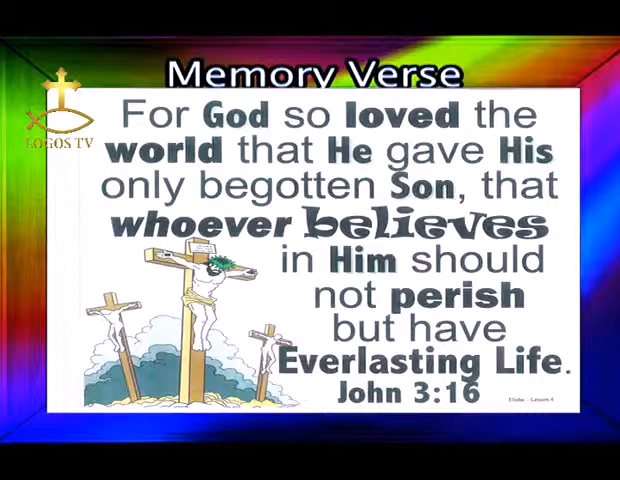 Memory Verse
LOGOS TV
For God so loved the
world that He gave His
only begotten Son, that
whoever believes
in Him should
not perish
but have
Everlasting Life.
John 3:16